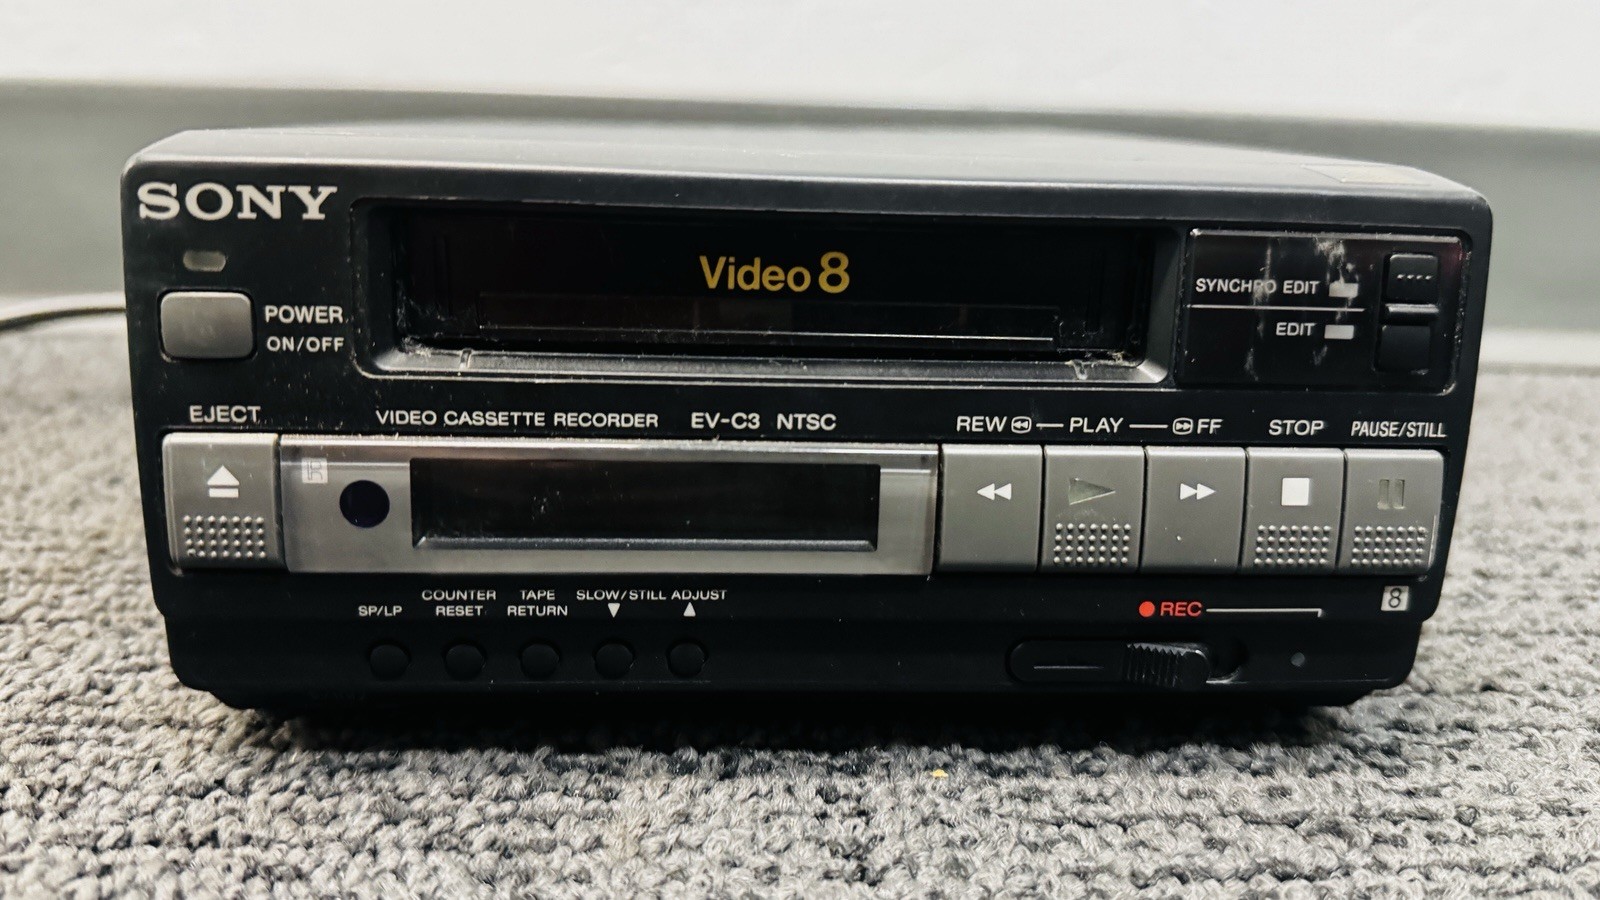 SONY
Video 8
SYNCHRO EDIT
EDIT
POWER
ON/OFF
EJECT
VIDEO CASSETTE RECORDER EV-C3 NTSC
REW PLAY FF STOP PAUSE/STILL
SP/LP
COUNTER
RESET
TAPE
RETURN
SLOW/STILL ADJUST
REC
8